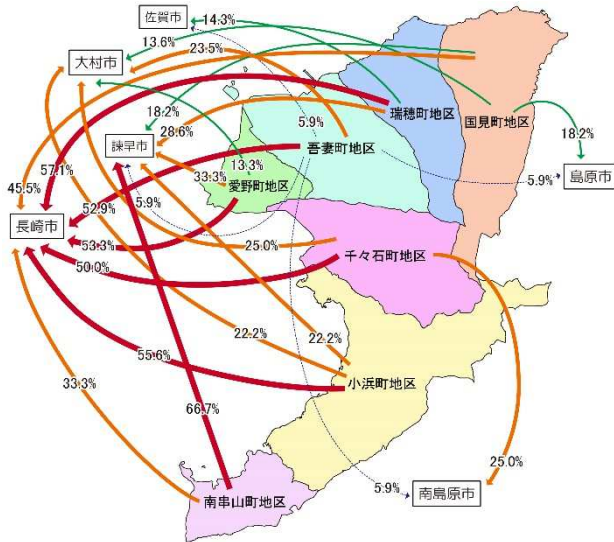 佐賀市
14.3%
13.6%
23.5%
大村市
18.2%
瑞穂町地区
国見町地区
5.9%
28.6%
諫早市
吾妻町地区
18.2%
57.1%
13.3%
島原市
5.9%
33.3%
愛野町地区
45.5%
5.9%
52.9%
長崎市
53.3%
25.0%
千々石町地区
50.0%
22.2%
22.2%
55.6%
小浜町地区
33.3%
66.7%
25.0%
5.9%
南島原市
南串山町地区